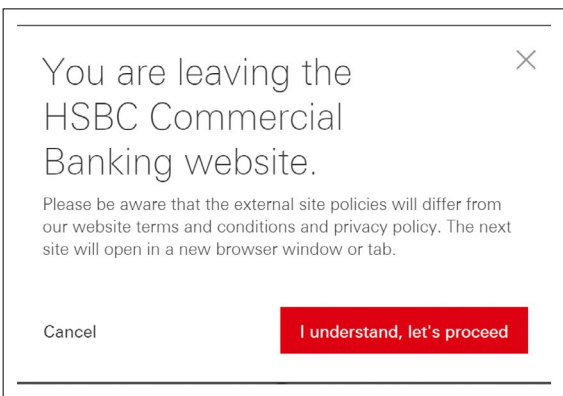 You are leaving the
HSBC Commercial
Banking website.
Please be aware that the external site policies will differ from
our website terms and conditions and privacy policy. The next
site will open in a new browser window or tab.
Cancel
I understand, let's proceed